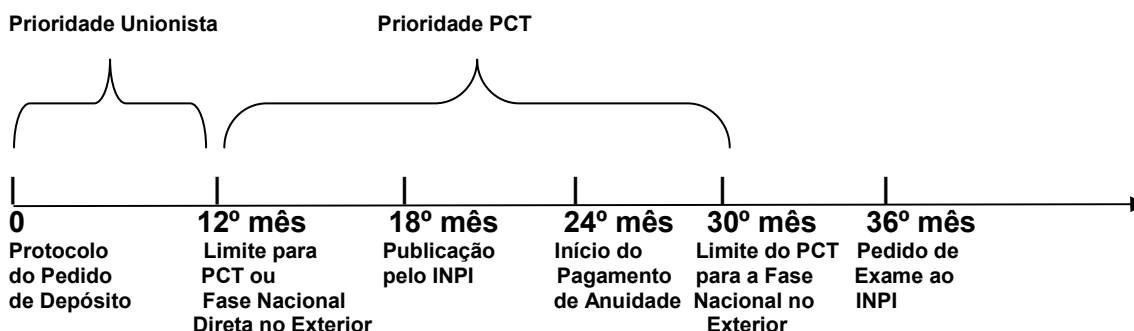 Prioridade Unionista
Prioridade PCT
0
Protocolo
do Pedido
de Depósito
12º mês
Limite para
PCT ou
Fase Nacional
Direta no Exterior
18º mês
Publicação
pelo INPI
24º mês
Início do
Pagamento
de Anuidade
30º mês
Limite do PCT
para a Fase
Nacional no
Exterior
36º mês
Pedido de
Exame ao
INPI